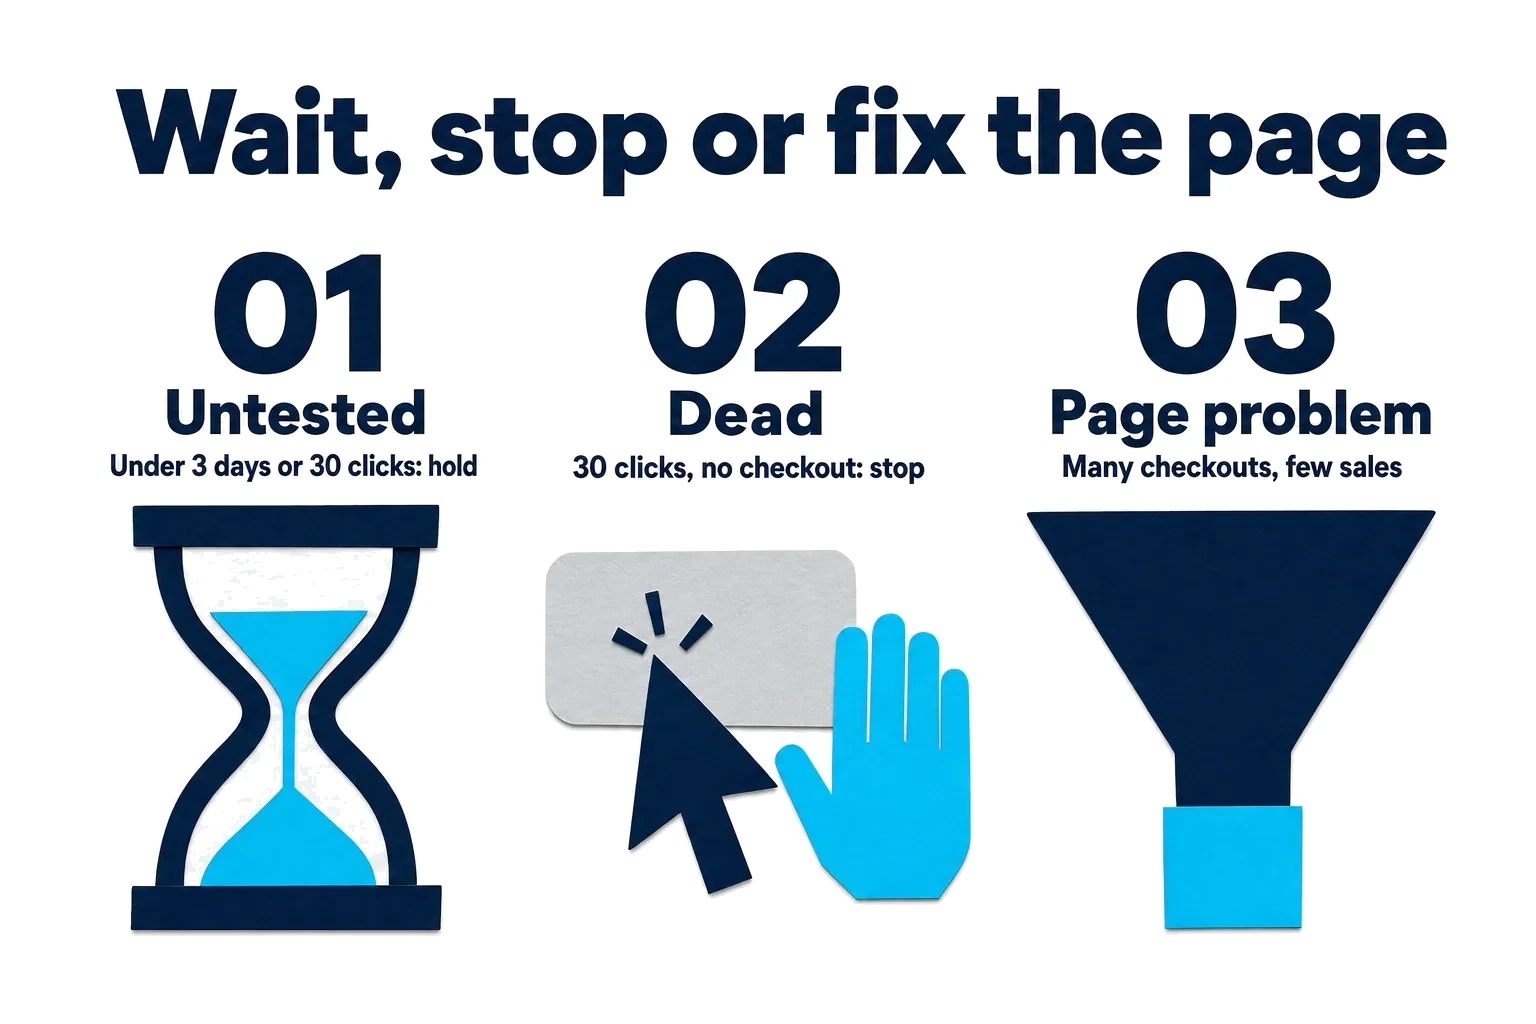 Wait, stop or fix the page
01
Untested
Under 3 days or 30 clicks: hold
02
Dead
30 clicks, no checkout: stop
03
Page problem
Many checkouts, few sales